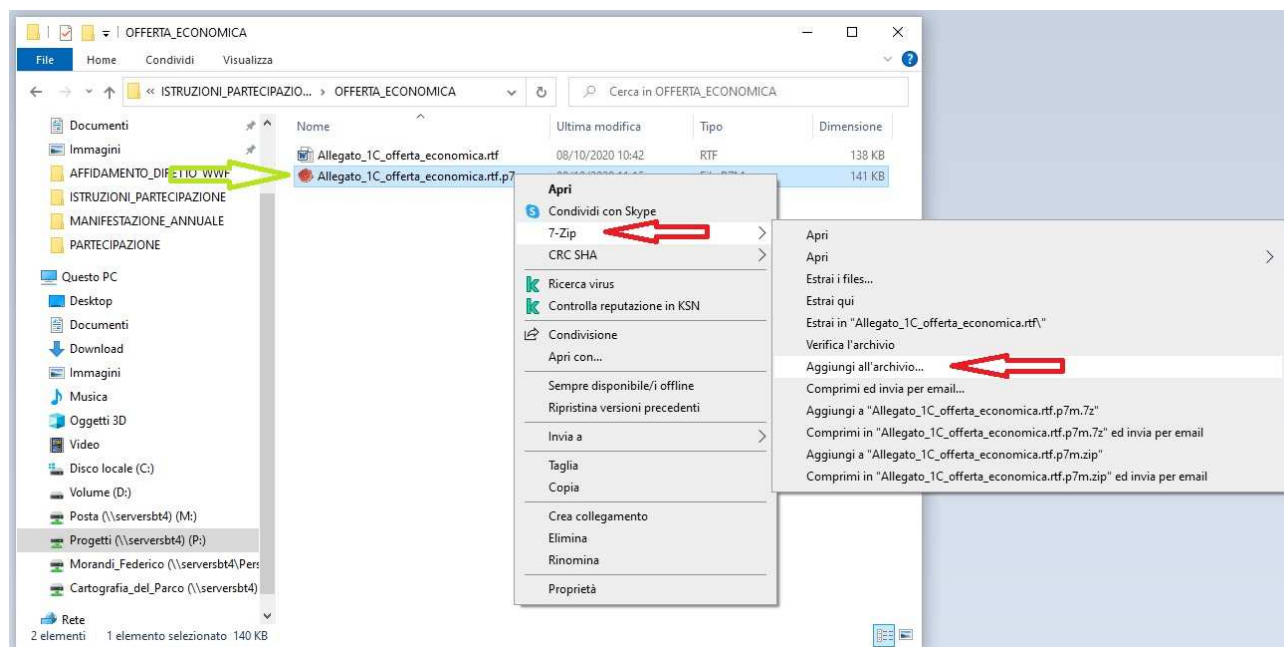 OFFERTA_ECONOMICA
File Home Condividi Visualizza
« ISTRUZIONI_PARTECIPAZIO... › OFFERTA_ECONOMICA
Cerca in OFFERTA_ECONOMICA
Nome Ultima modifica Tipo Dimensione
Allegato_1C_offerta_economica.rtf 08/10/2020 10:42 RTF 138 KB
Allegato_1C_offerta_economica.rtf.p7 141 KB
Documenti
Immagini
AFFIDAMENTO_DIRETTO_WWF
ISTRUZIONI_PARTECIPAZIONE
MANIFESTAZIONE_ANNUALE
PARTECIPAZIONE
Questo PC
Desktop
Documenti
Download
Immagini
Musica
Oggetti 3D
Video
Disco locale (C:)
Volume (D:)
Posta (\\serversbt4) (M:)
Progetti (\\serversbt4) (P:)
Morandi_Federico (\\serversbt4\Pers
Cartografia_del_Parco (\\serversbt4)
Rete
2 elementi 1 elemento selezionato 140 KB
Apri
Condividi con Skype
7-Zip
CRC SHA
Ricerca virus
Controlla reputazione in KSN
Condivisione
Apri con...
Sempre disponibile/i offline
Ripristina versioni precedenti
Invia a
Taglia
Copia
Crea collegamento
Elimina
Rinomina
Proprietà
Apri
Apri
Estrai i files...
Estrai qui
Estrai in "Allegato_1C_offerta_economica.rtf\"
Verifica l'archivio
Aggiungi all'archivio...
Comprimi ed invia per email...
Aggiungi a "Allegato_1C_offerta_economica.rtf.p7m.7z"
Comprimi in "Allegato_1C_offerta_economica.rtf.p7m.7z" ed invia per email
Aggiungi a "Allegato_1C_offerta_economica.rtf.p7m.zip"
Comprimi in "Allegato_1C_offerta_economica.rtf.p7m.zip" ed invia per email